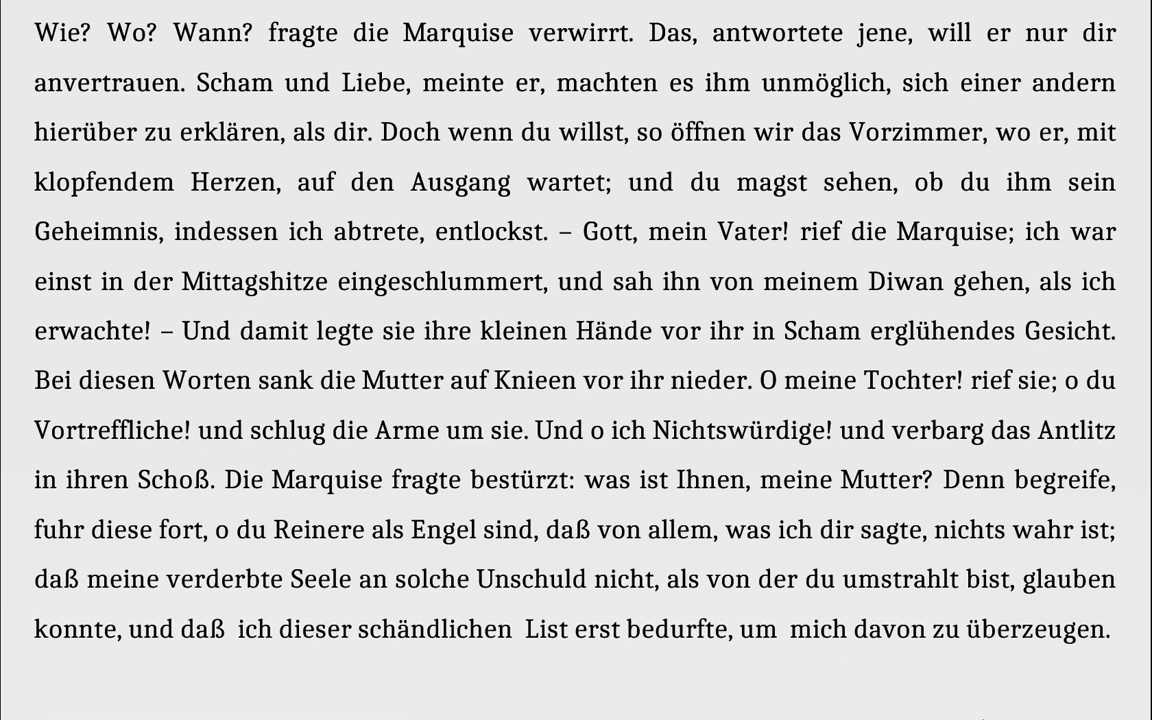 Wie? Wo? Wann? fragte die Marquise verwirrt. Das, antwortete jene, will er nur dir
anvertrauen. Scham und Liebe, meinte er, machten es ihm unmöglich, sich einer andern
hierüber zu erklären, als dir. Doch wenn du willst, so öffnen wir das Vorzimmer, wo er, mit
klopfendem Herzen, auf den Ausgang wartet; und du magst sehen, ob du ihm sein
Geheimnis, indessen ich abtrete, entlockst. – Gott, mein Vater! rief die Marquise; ich war
einst in der Mittagshitze eingeschlummert, und sah ihn von meinem Diwan gehen, als ich
erwachte! – Und damit legte sie ihre kleinen Hände vor ihr in Scham erglühendes Gesicht.
Bei diesen Worten sank die Mutter auf Knieen vor ihr nieder. O meine Tochter! rief sie; o du
Vortreffliche! und schlug die Arme um sie. Und o ich Nichtswürdige! und verbarg das Antlitz
in ihren Schoß. Die Marquise fragte bestürzt: was ist Ihnen, meine Mutter? Denn begreife,
fuhr diese fort, o du Reinere als Engel sind, daß von allem, was ich dir sagte, nichts wahr ist;
daß meine verderbte Seele an solche Unschuld nicht, als von der du umstrahlt bist, glauben
konnte, und daß ich dieser schändlichen List erst bedurfte, um mich davon zu überzeugen.